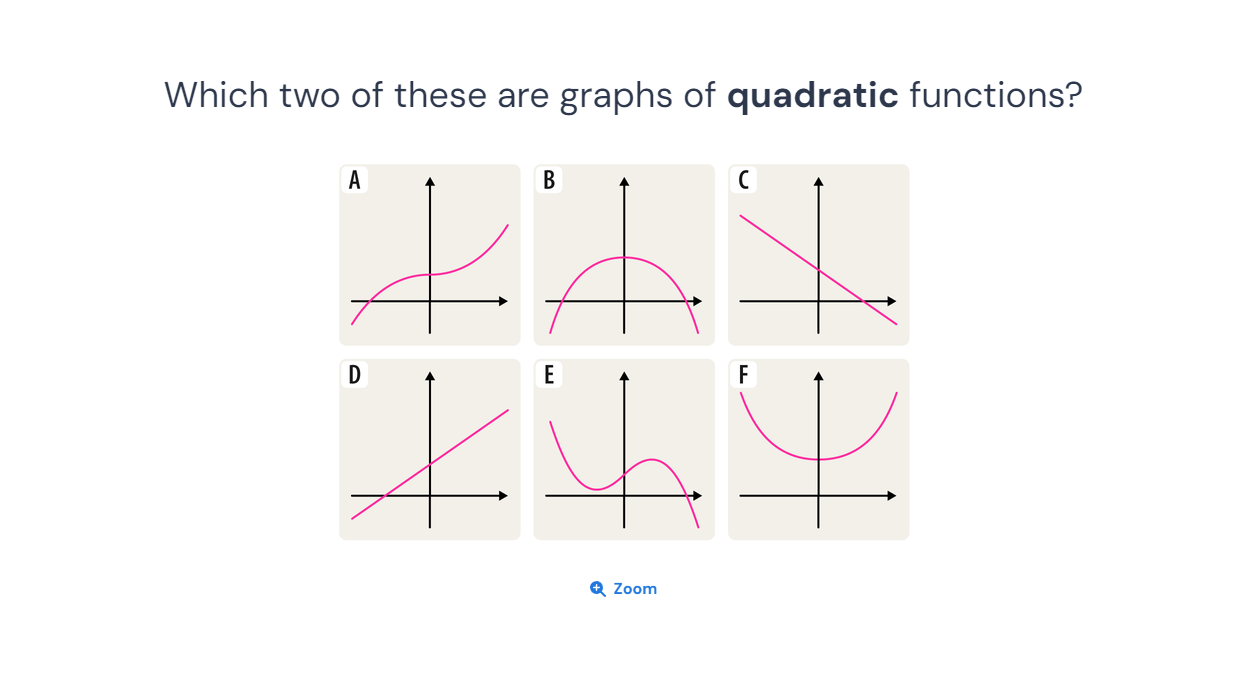 Which two of these are graphs of quadratic functions?
A
B
C
D
E
F
Zoom